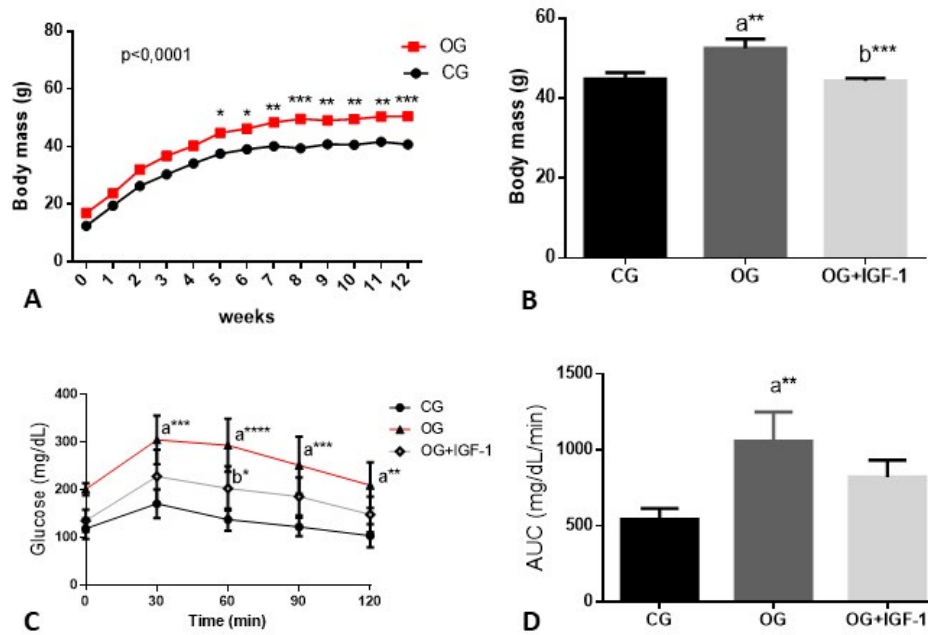 80
60
40
20
0
Body mass (g)
p<0,0001
OG
CG
* * ** *** ** ** ** ***
0 1 2 3 4 5 6 7 8 9 10 11 12
weeks
A
60
40
20
0
Body mass (g)
a**
b***
CG OG OG+IGF-1
B
400
300
200
100
0
Glucose (mg/dL)
a***
a****
a***
a**
b*
CG
OG
OG+IGF-1
0 30 60 90 120
Time (min)
C
1500
1000
500
0
AUC (mg/dL/min)
a**
CG OG OG+IGF-1
D